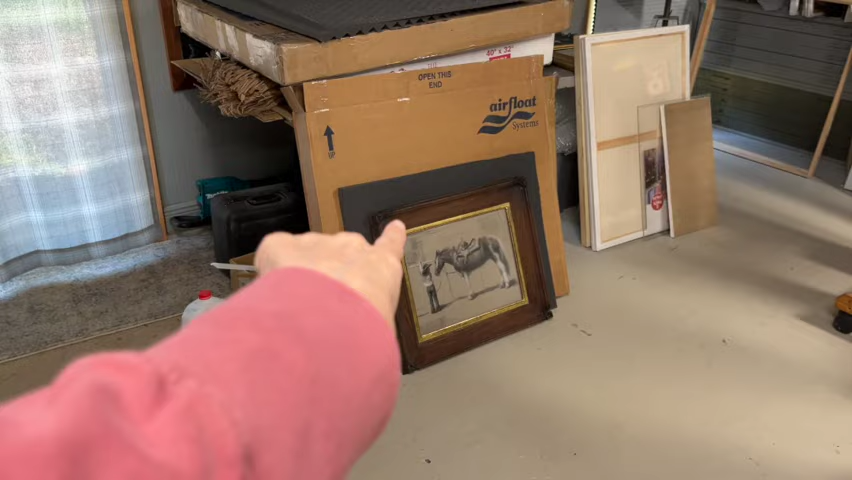 40" x 32"
OPEN THIS
END
airfloat
Systems
UP